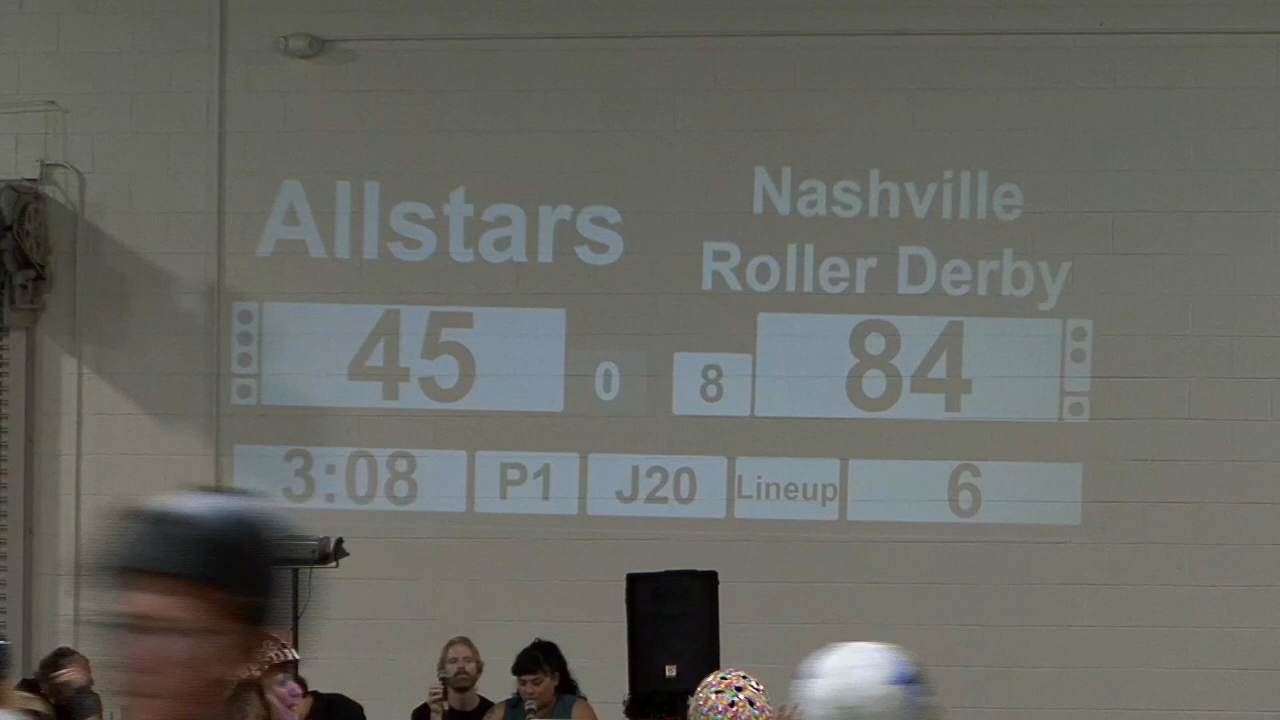 Allstars
Nashville
Roller Derby
45
0
8
84
3:08
P1
J20
Lineup
6